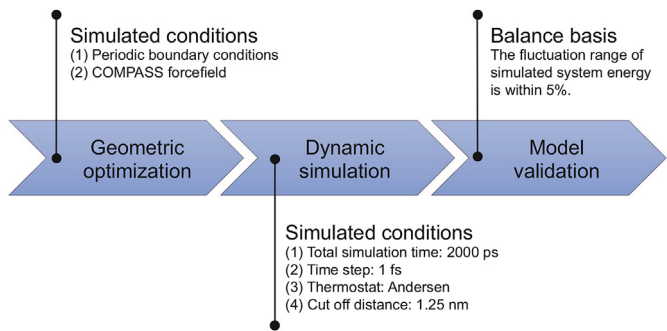 Simulated conditions
(1) Periodic boundary conditions
(2) COMPASS forcefield
Balance basis
The fluctuation range of
simulated system energy
is within 5%.
Geometric
optimization
Dynamic
simulation
Model
validation
Simulated conditions
(1) Total simulation time: 2000 ps
(2) Time step: 1 fs
(3) Thermostat: Andersen
(4) Cut off distance: 1.25 nm